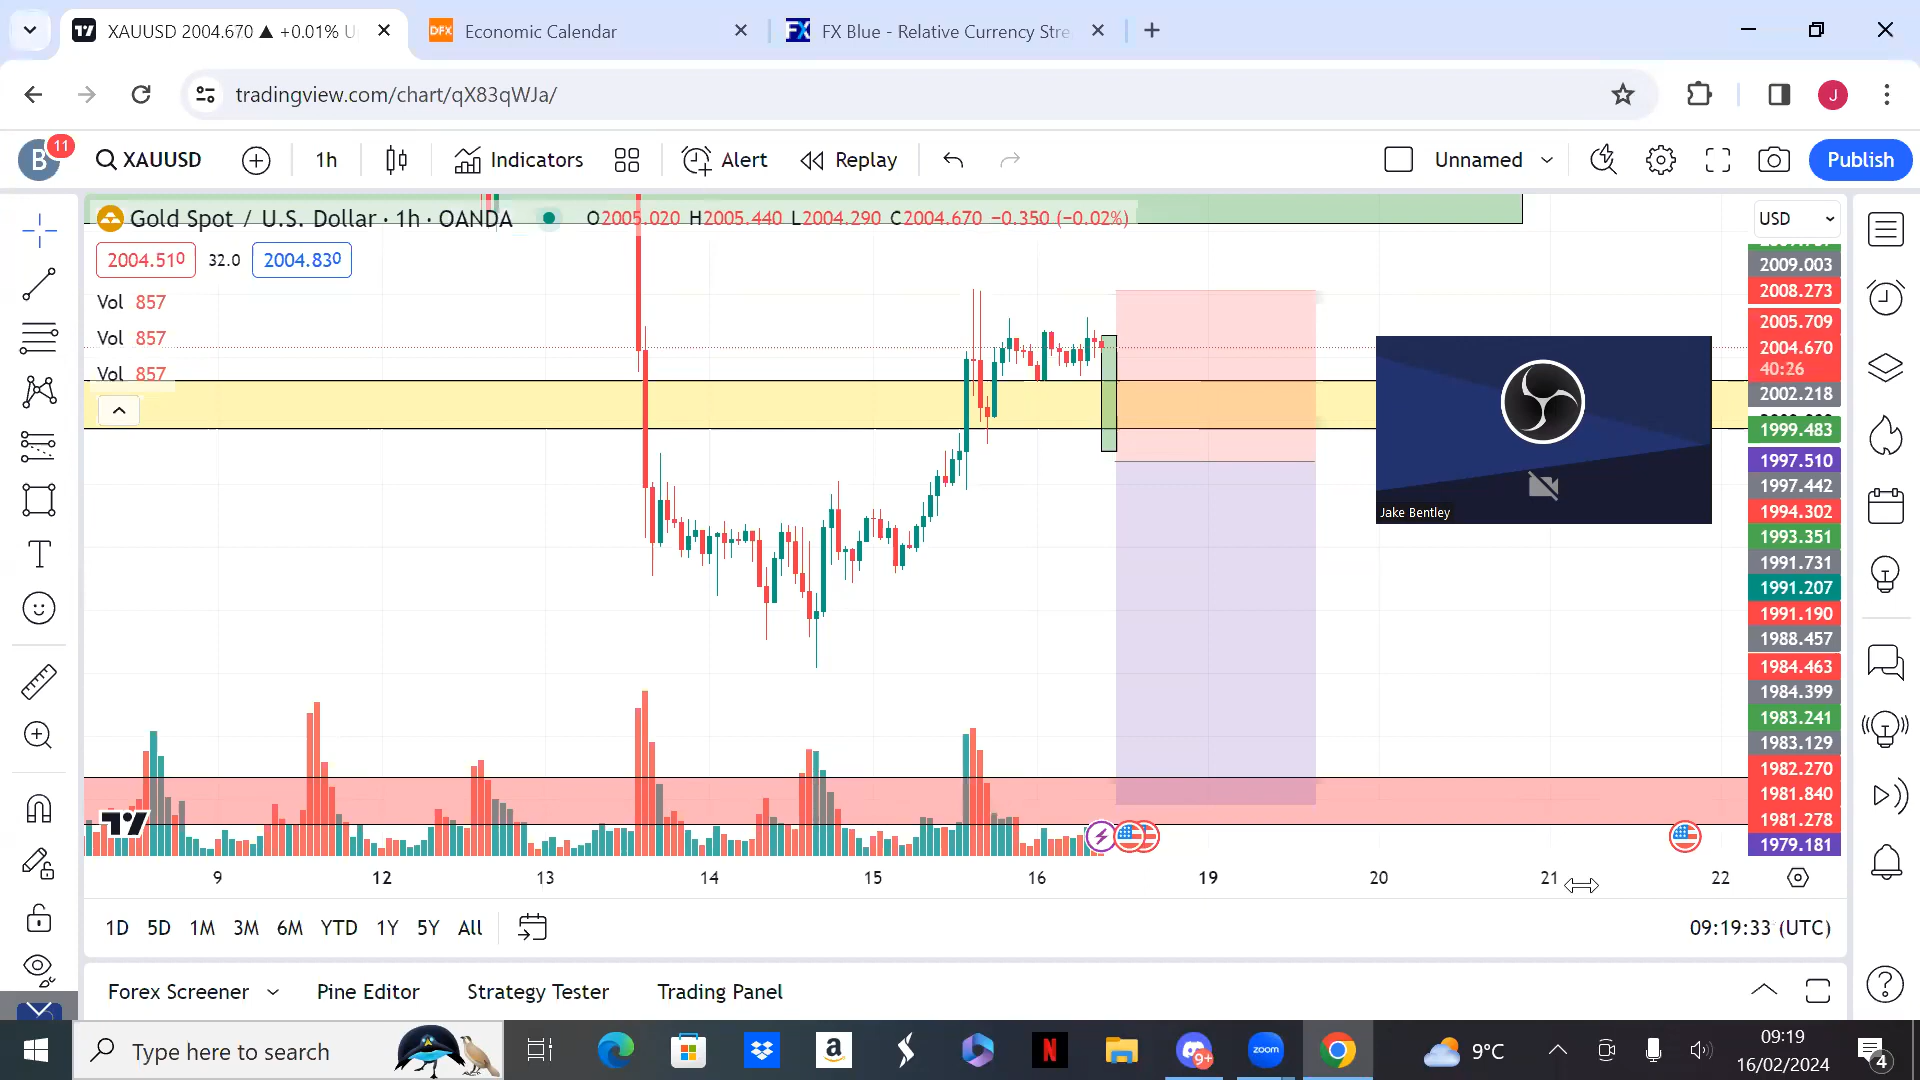 XAUUSD 2004.670 ▲ +0.01% U
Economic Calendar
FX Blue - Relative Currency Stre
tradingview.com/chart/qX83qWJa/
J
B
11
XAUUSD
1h
Indicators
Alert
Replay
Unnamed
Publish
Gold Spot / U.S. Dollar · 1h · OANDA
O2005.020 H2005.440 L2004.290 C2004.670 −0.350 (−0.02%)
USD
2004.510
32.0
2004.830
Vol 857
Vol 857
Vol 857
2009.003
2008.273
2005.709
2004.670
40:26
2002.218
1999.483
1997.510
1997.442
1994.302
1993.351
1991.731
1991.207
1991.190
1988.457
1984.463
1984.399
1983.241
1983.129
1982.270
1981.840
1981.278
1979.181
Jake Bentley
9 12 13 14 15 16 19 20 21 22
1D 5D 1M 3M 6M YTD 1Y 5Y All
09:19:33 (UTC)
Forex Screener
Pine Editor
Strategy Tester
Trading Panel
Type here to search
zoom
9+
9°C
09:19
16/02/2024
4